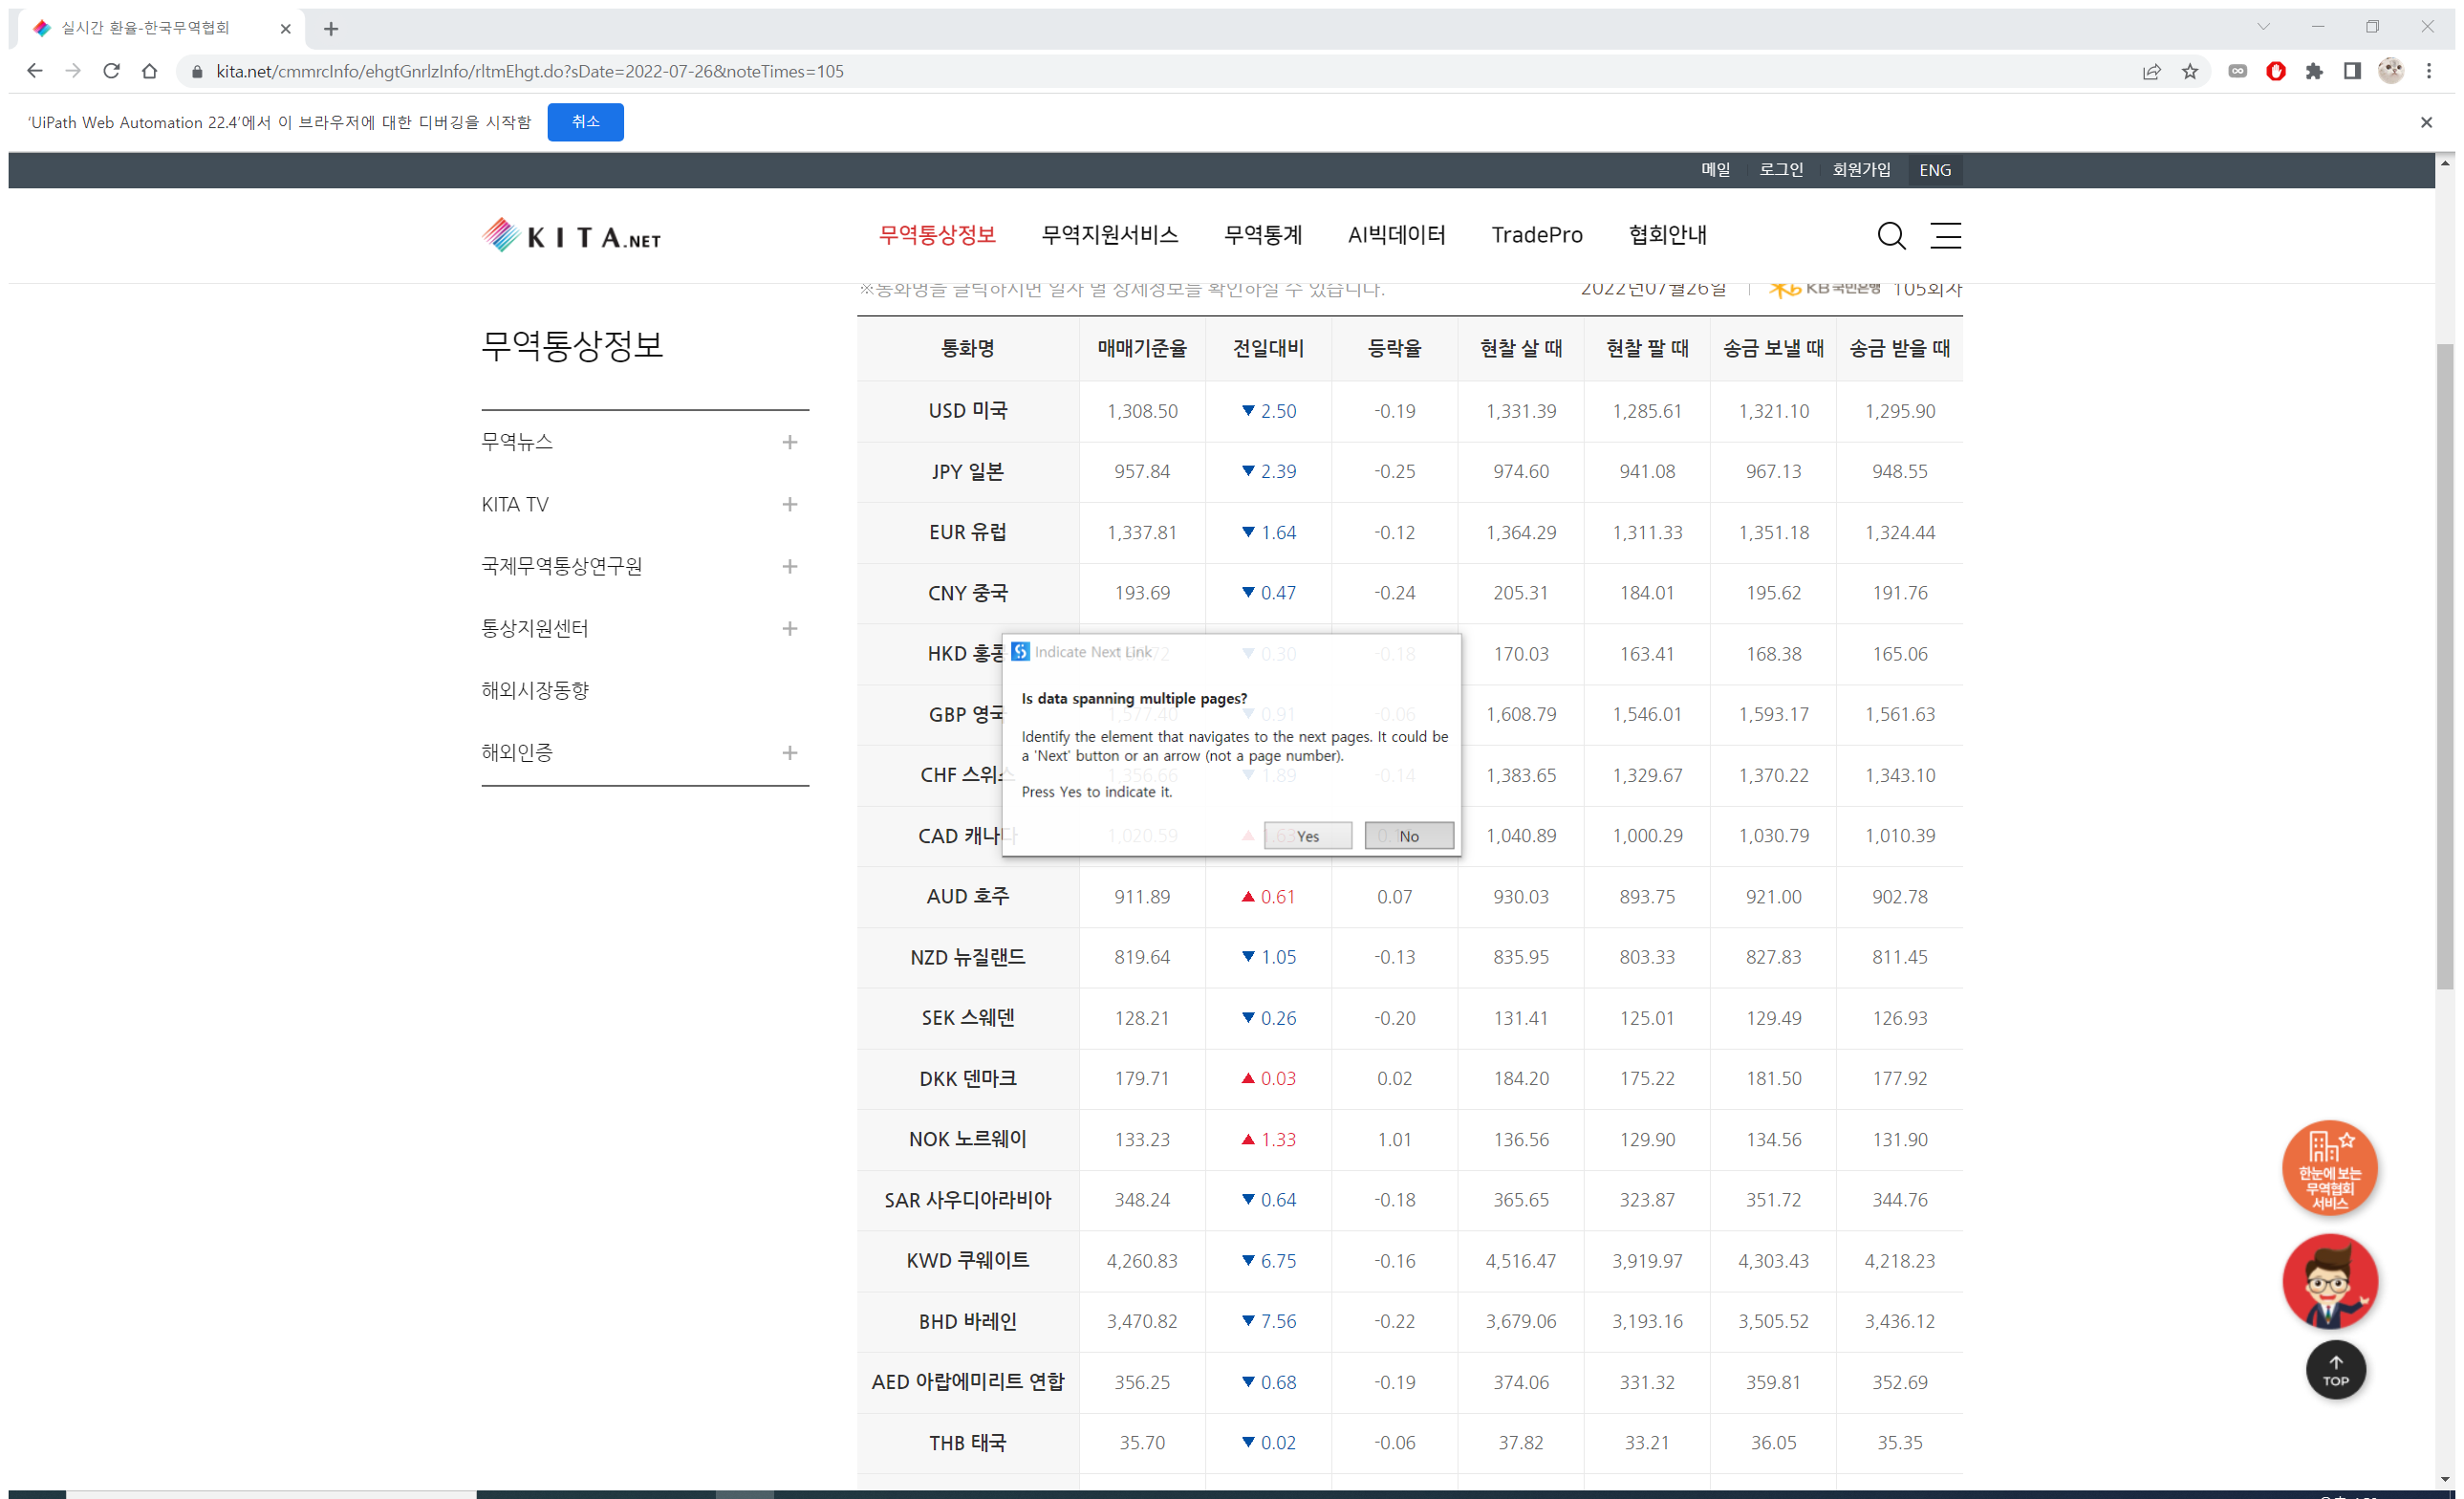 실시간 환율-한국무역협회
kita.net/cmmrcInfo/ehgtGnrlzInfo/rltmEhgt.do?sDate=2022-07-26&noteTimes=105
'UiPath Web Automation 22.4'에서 이 브라우저에 대한 디버깅을 시작함 취소
메일 로그인 회원가입 ENG
KITA.NET 무역통상정보 무역지원서비스 무역통계 AI빅데이터 TradePro 협회안내
※통화명을 클릭하시면 일자 별 상세정보를 확인하실 수 있습니다. 2022년07월26일 KB국민은행 105회차
무역통상정보
무역뉴스
KITA TV
국제무역통상연구원
통상지원센터
해외시장동향
해외인증
통화명 매매기준율 전일대비 등락율 현찰 살 때 현찰 팔 때 송금 보낼 때 송금 받을 때
USD 미국 1,308.50 ▼ 2.50 -0.19 1,331.39 1,285.61 1,321.10 1,295.90
JPY 일본 957.84 ▼ 2.39 -0.25 974.60 941.08 967.13 948.55
EUR 유럽 1,337.81 ▼ 1.64 -0.12 1,364.29 1,311.33 1,351.18 1,324.44
CNY 중국 193.69 ▼ 0.47 -0.24 205.31 184.01 195.62 191.76
HKD 홍콩 ▼ 0.30 -0.18 170.03 163.41 168.38 165.06
GBP 영국 1,577.40 ▼ 0.91 -0.06 1,608.79 1,546.01 1,593.17 1,561.63
CHF 스위스 1,356.66 ▼ 1.89 -0.14 1,383.65 1,329.67 1,370.22 1,343.10
CAD 캐나다 1,020.59 ▲ 1.63 1,040.89 1,000.29 1,030.79 1,010.39
Indicate Next Link
Is data spanning multiple pages?
Identify the element that navigates to the next pages. It could be
a 'Next' button or an arrow (not a page number).
Press Yes to indicate it.
Yes No
AUD 호주 911.89 ▲ 0.61 0.07 930.03 893.75 921.00 902.78
NZD 뉴질랜드 819.64 ▼ 1.05 -0.13 835.95 803.33 827.83 811.45
SEK 스웨덴 128.21 ▼ 0.26 -0.20 131.41 125.01 129.49 126.93
DKK 덴마크 179.71 ▲ 0.03 0.02 184.20 175.22 181.50 177.92
NOK 노르웨이 133.23 ▲ 1.33 1.01 136.56 129.90 134.56 131.90
SAR 사우디아라비아 348.24 ▼ 0.64 -0.18 365.65 323.87 351.72 344.76
KWD 쿠웨이트 4,260.83 ▼ 6.75 -0.16 4,516.47 3,919.97 4,303.43 4,218.23
BHD 바레인 3,470.82 ▼ 7.56 -0.22 3,679.06 3,193.16 3,505.52 3,436.12
AED 아랍에미리트 연합 356.25 ▼ 0.68 -0.19 374.06 331.32 359.81 352.69
THB 태국 35.70 ▼ 0.02 -0.06 37.82 33.21 36.05 35.35
한눈에 보는
무역협회
서비스
TOP